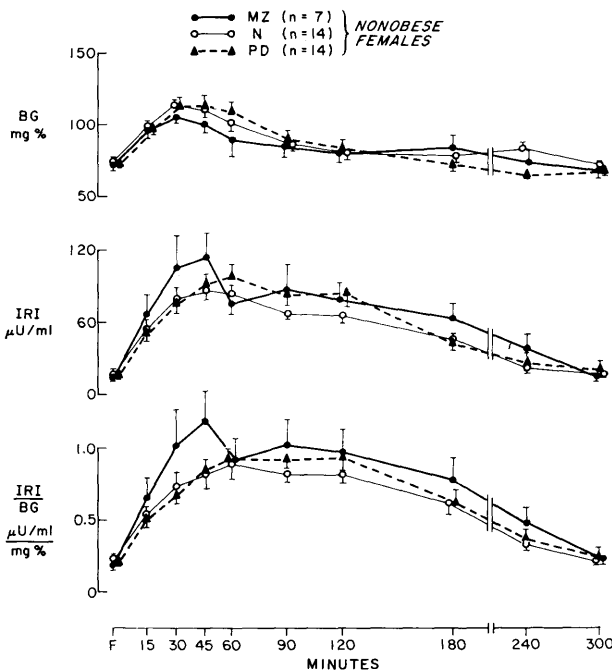 MZ (n = 7)
N (n=14)
PD (n=14)
NONOBESE
FEMALES
BG
mg %
150
100
50
IRI
μU/ml
120
60
0
IRI
BG
μU/ml
mg %
1.0
0.5
0
F 15 30 45 60 90 120 180 240 300
MINUTES